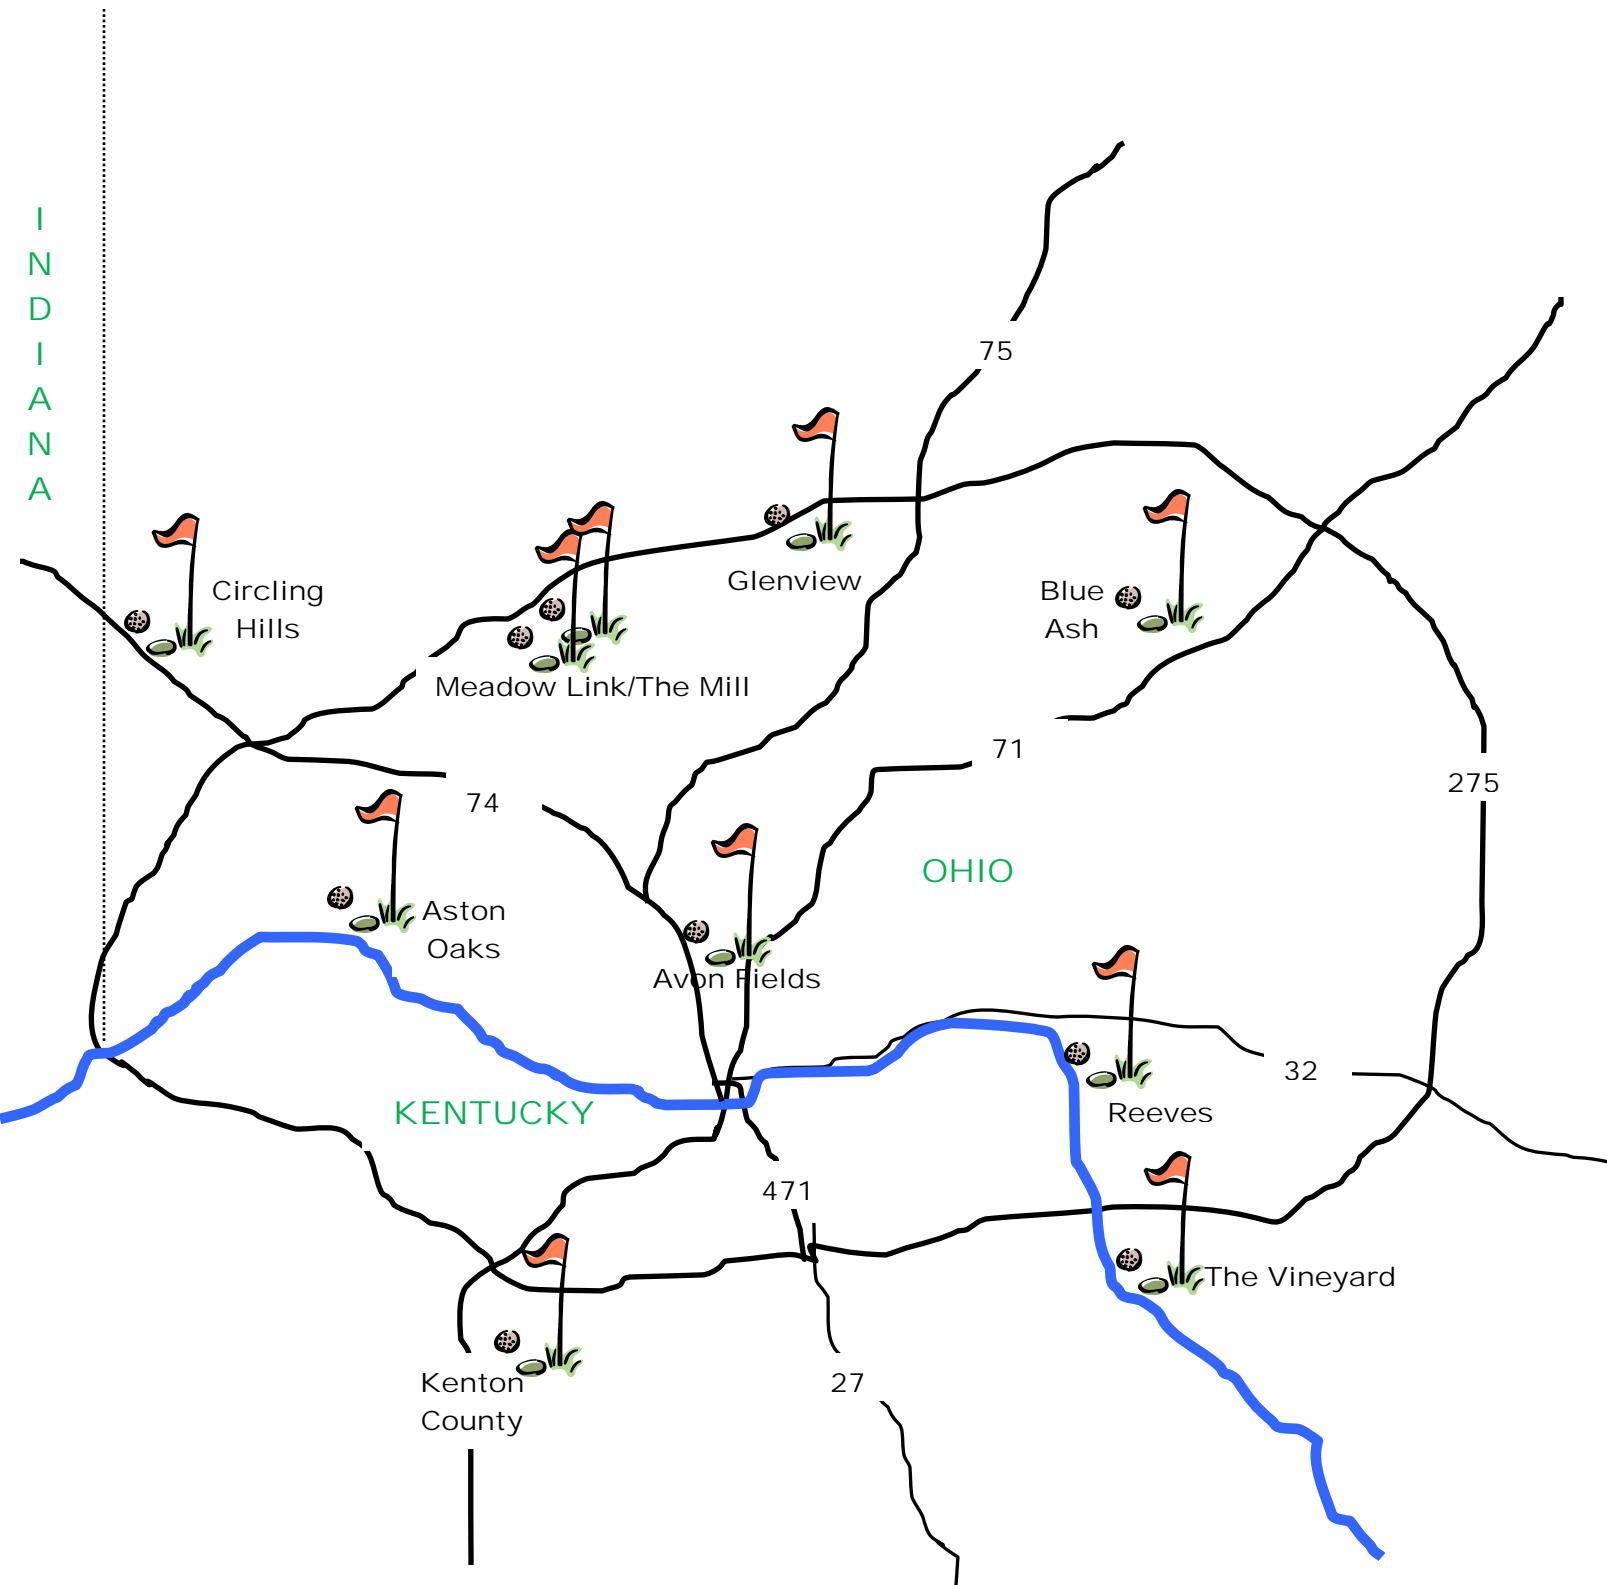 I
N
D
I
A
N
A
75
Circling
Hills
Glenview
Blue
Ash
Meadow Link/The Mill
71
275
74
OHIO
Aston
Oaks
Avon Fields
32
KENTUCKY
Reeves
471
The Vineyard
27
Kenton
County